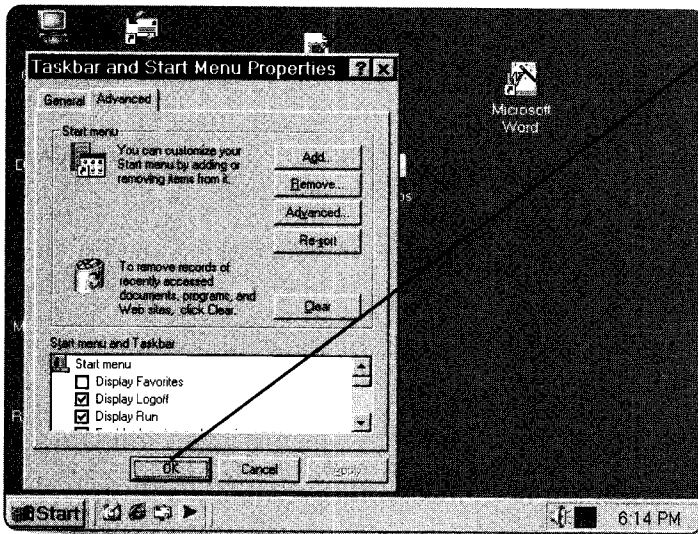 Taskbar and Start Menu Properties
General Advanced
Start menu
You can customize your
Start menu by adding or
removing items from it.
Add...
Remove...
Advanced...
Re-sort
To remove records of
recently accessed
documents, programs, and
Web sites, click Clear.
Clear
Start menu and Taskbar
Start menu
Display Favorites
Display Logoff
Display Run
OK Cancel Apply
Microsoft
Word
Start
6:14 PM